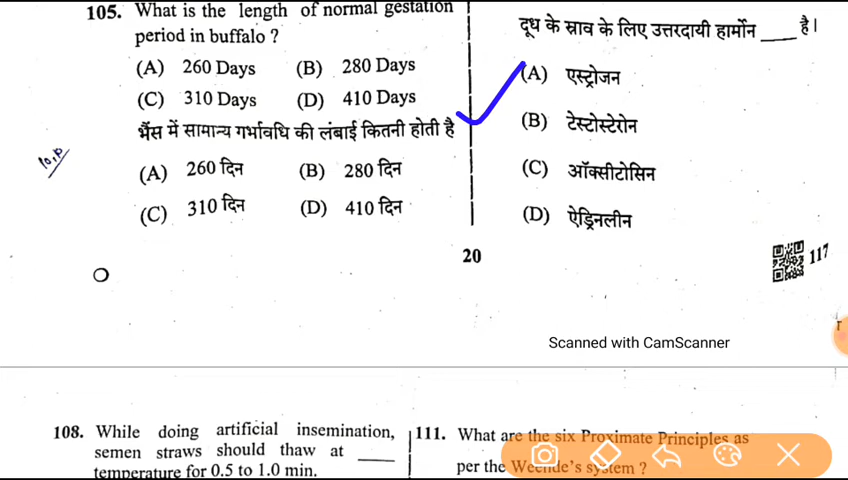 105. What is the length of normal gestation
period in buffalo ?
(A) 260 Days (B) 280 Days
(C) 310 Days (D) 410 Days
भैंस में सामान्य गर्भावधि की लंबाई कितनी होती है
(A) 260 दिन (B) 280 दिन
(C) 310 दिन (D) 410 दिन
दूध के स्राव के लिए उत्तरदायी हार्मोन ____ है।
(A) एस्ट्रोजन
(B) टेस्टोस्टेरोन
(C) ऑक्सीटोसिन
(D) ऐड्रिनलीन
20
117
Scanned with CamScanner
108. While doing artificial insemination,
semen straws should thaw at ____
temperature for 0.5 to 1.0 min.
111. What are the six Proximate Principles as
per the Weende's system ?